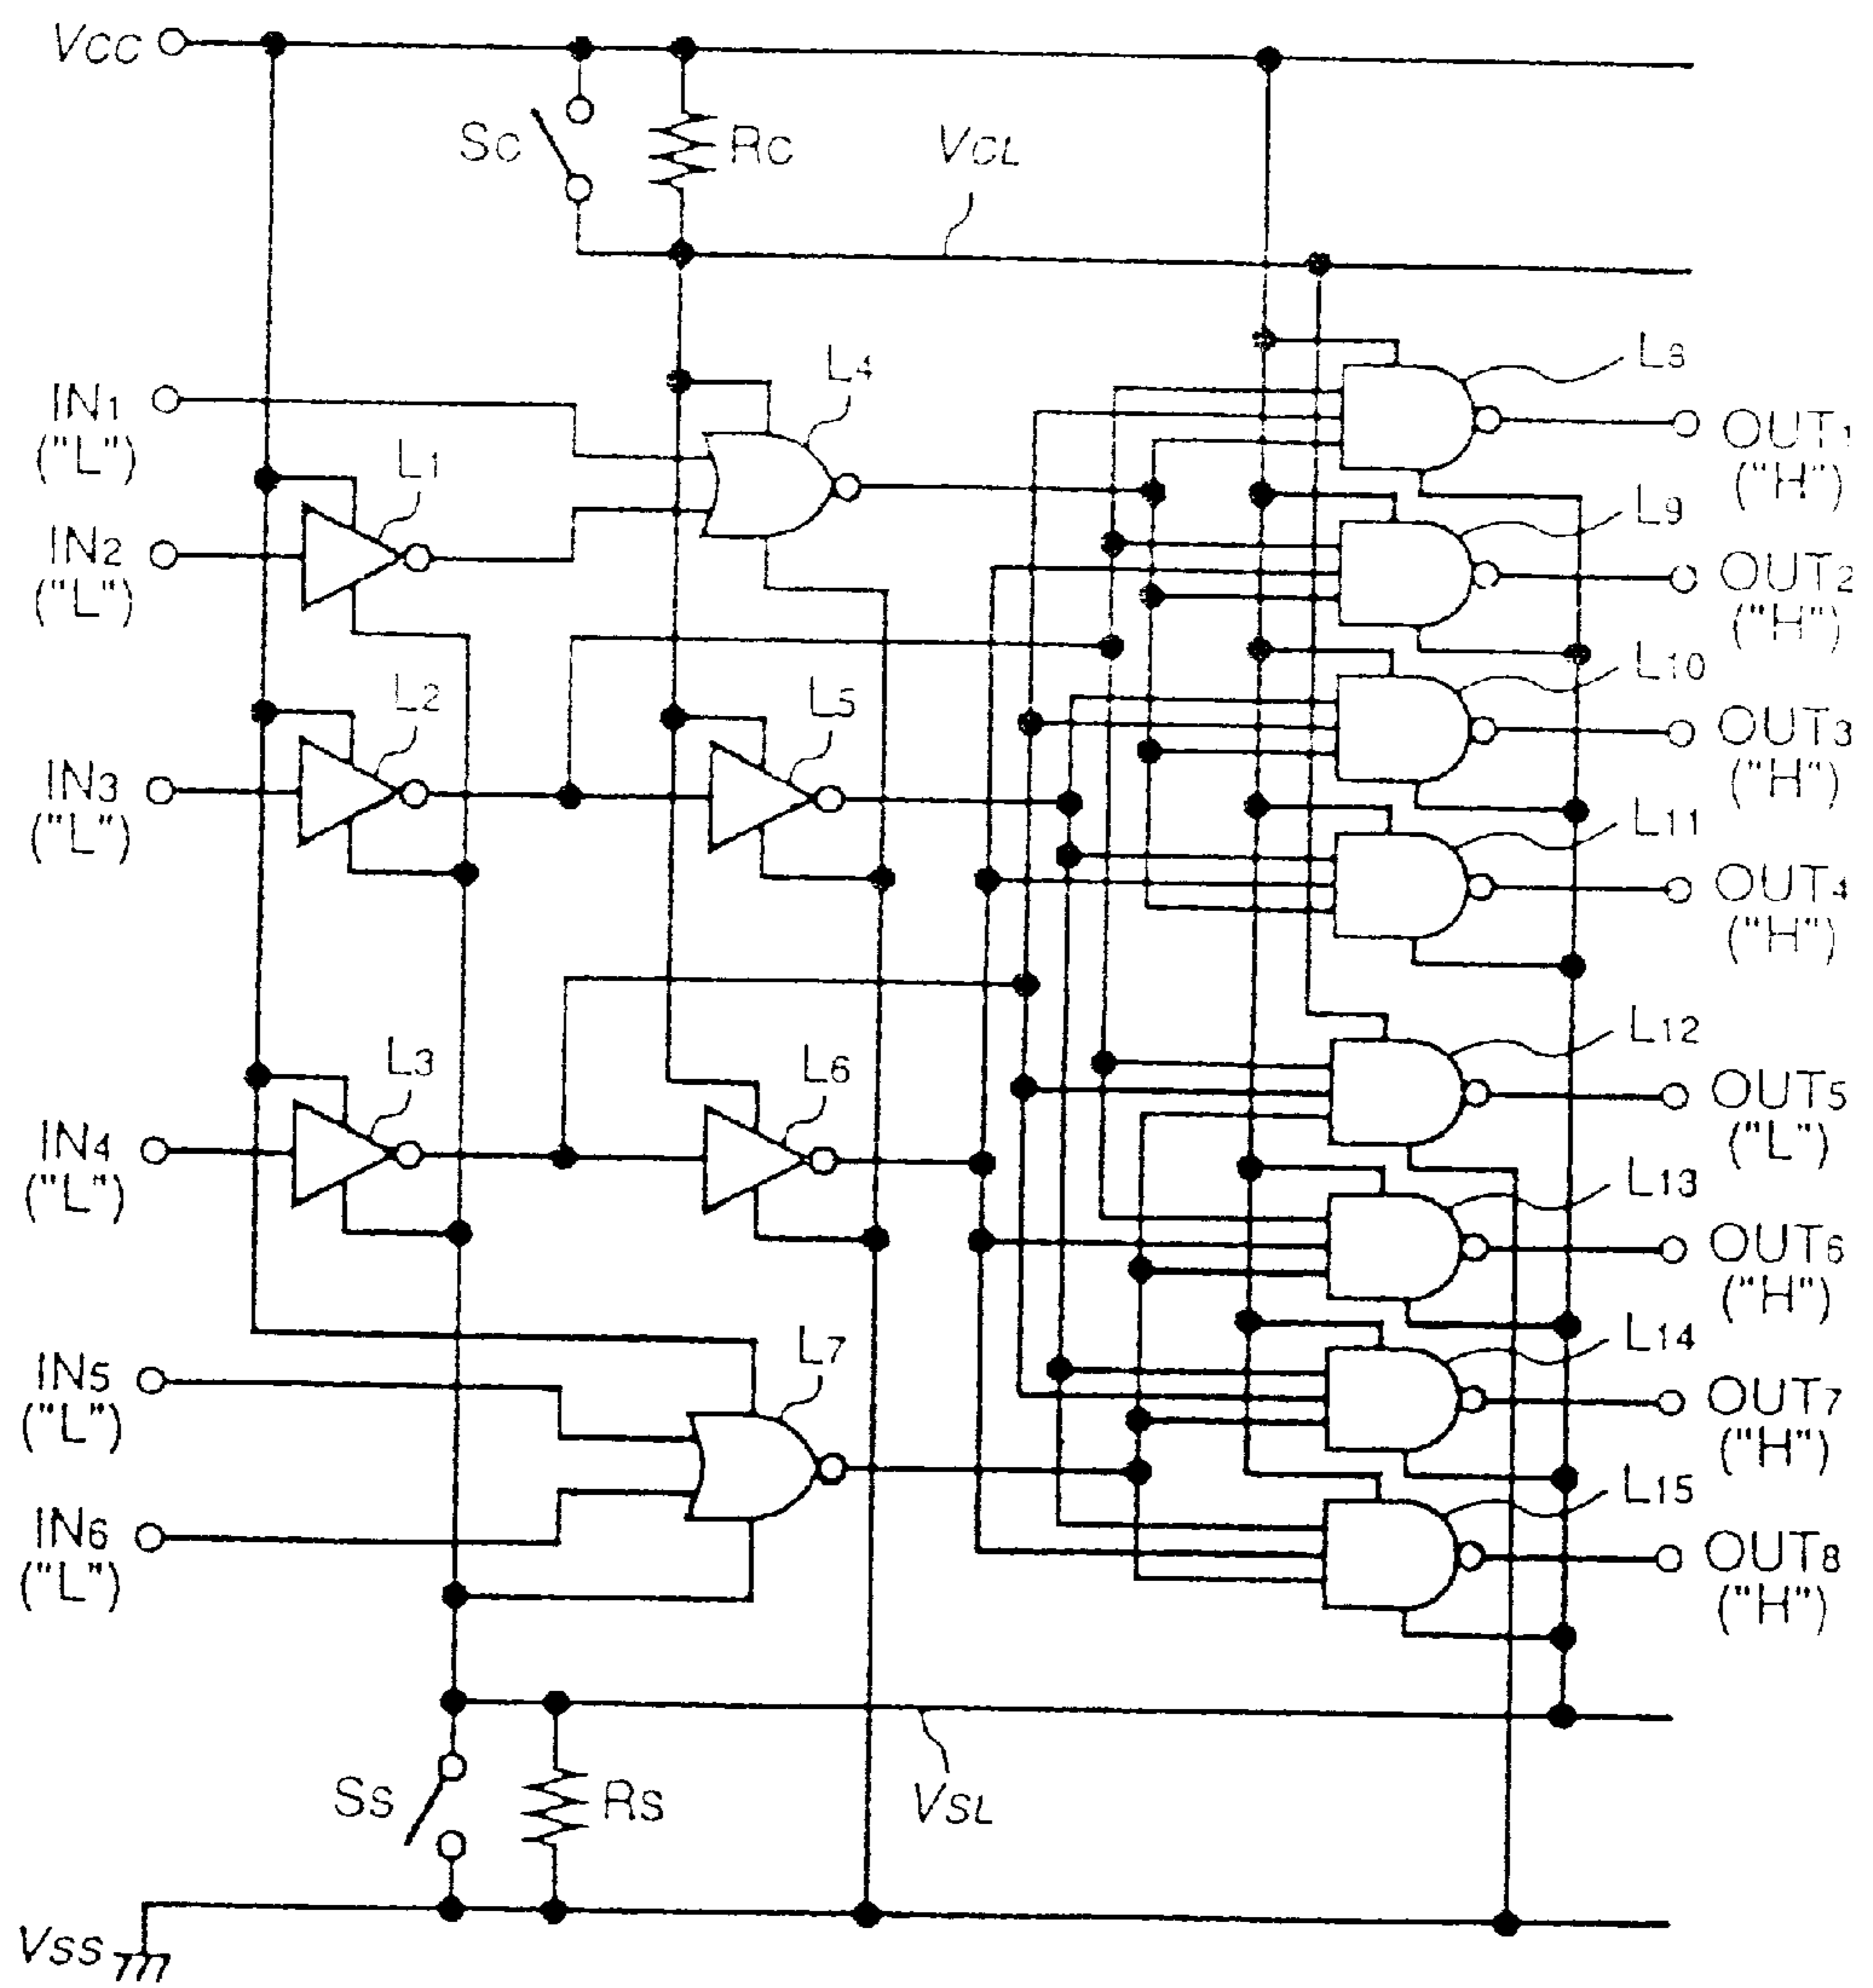 VCC
SC
RC
VCL
L4
L8
IN1
("L")
L1
OUT1
("H")
L9
IN2
("L")
OUT2
("H")
L10
L2
L5
IN3
("L")
OUT3
("H")
L11
OUT4
("H")
L12
L3
L6
IN4
("L")
OUT5
("L")
L13
OUT6
("H")
L14
L7
IN5
("L")
OUT7
("H")
L15
IN6
("L")
OUT8
("H")
SS
RS
VSL
VSS